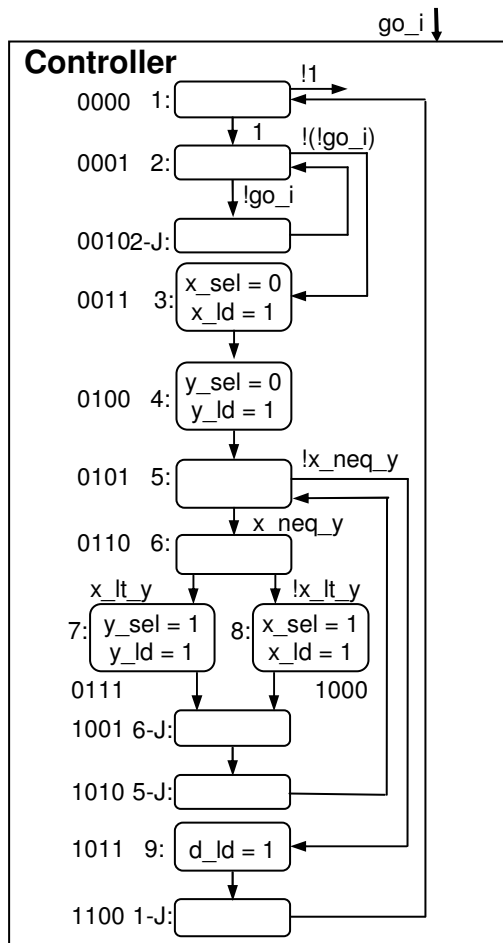 go_i
Controller
!1
0000 1:
1
!(!go_i)
0001 2:
!go_i
0010 2-J:
x_sel = 0
0011 3:
x_ld = 1
y_sel = 0
0100 4:
y_ld = 1
!x_neq_y
0101 5:
x_neq_y
0110 6:
x_lt_y !x_lt_y
7: y_sel = 1 8: x_sel = 1
y_ld = 1 x_ld = 1
0111 1000
1001 6-J:
1010 5-J:
1011 9: d_ld = 1
1100 1-J: